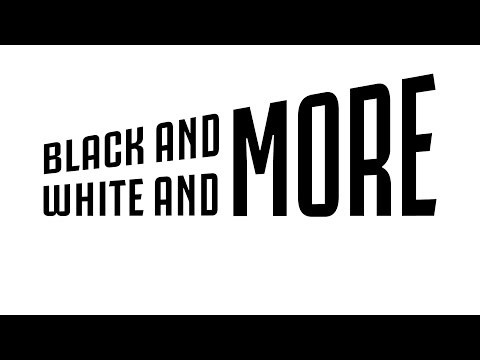 BLACK AND
WHITE AND
MORE